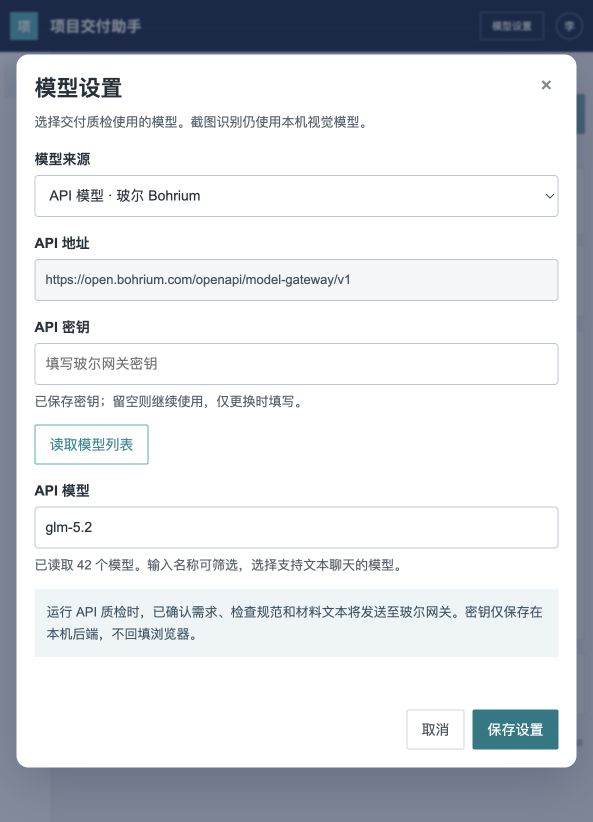 项
项目交付助手
模型设置
李
模型设置
×
选择交付质检使用的模型。截图识别仍使用本机视觉模型。
模型来源
API 模型 · 玻尔 Bohrium
API 地址
https://open.bohrium.com/openapi/model-gateway/v1
API 密钥
填写玻尔网关密钥
已保存密钥；留空则继续使用，仅更换时填写。
读取模型列表
API 模型
glm-5.2
已读取 42 个模型。输入名称可筛选，选择支持文本聊天的模型。
运行 API 质检时，已确认需求、检查规范和材料文本将发送至玻尔网关。密钥仅保存在
本机后端，不回填浏览器。
取消
保存设置